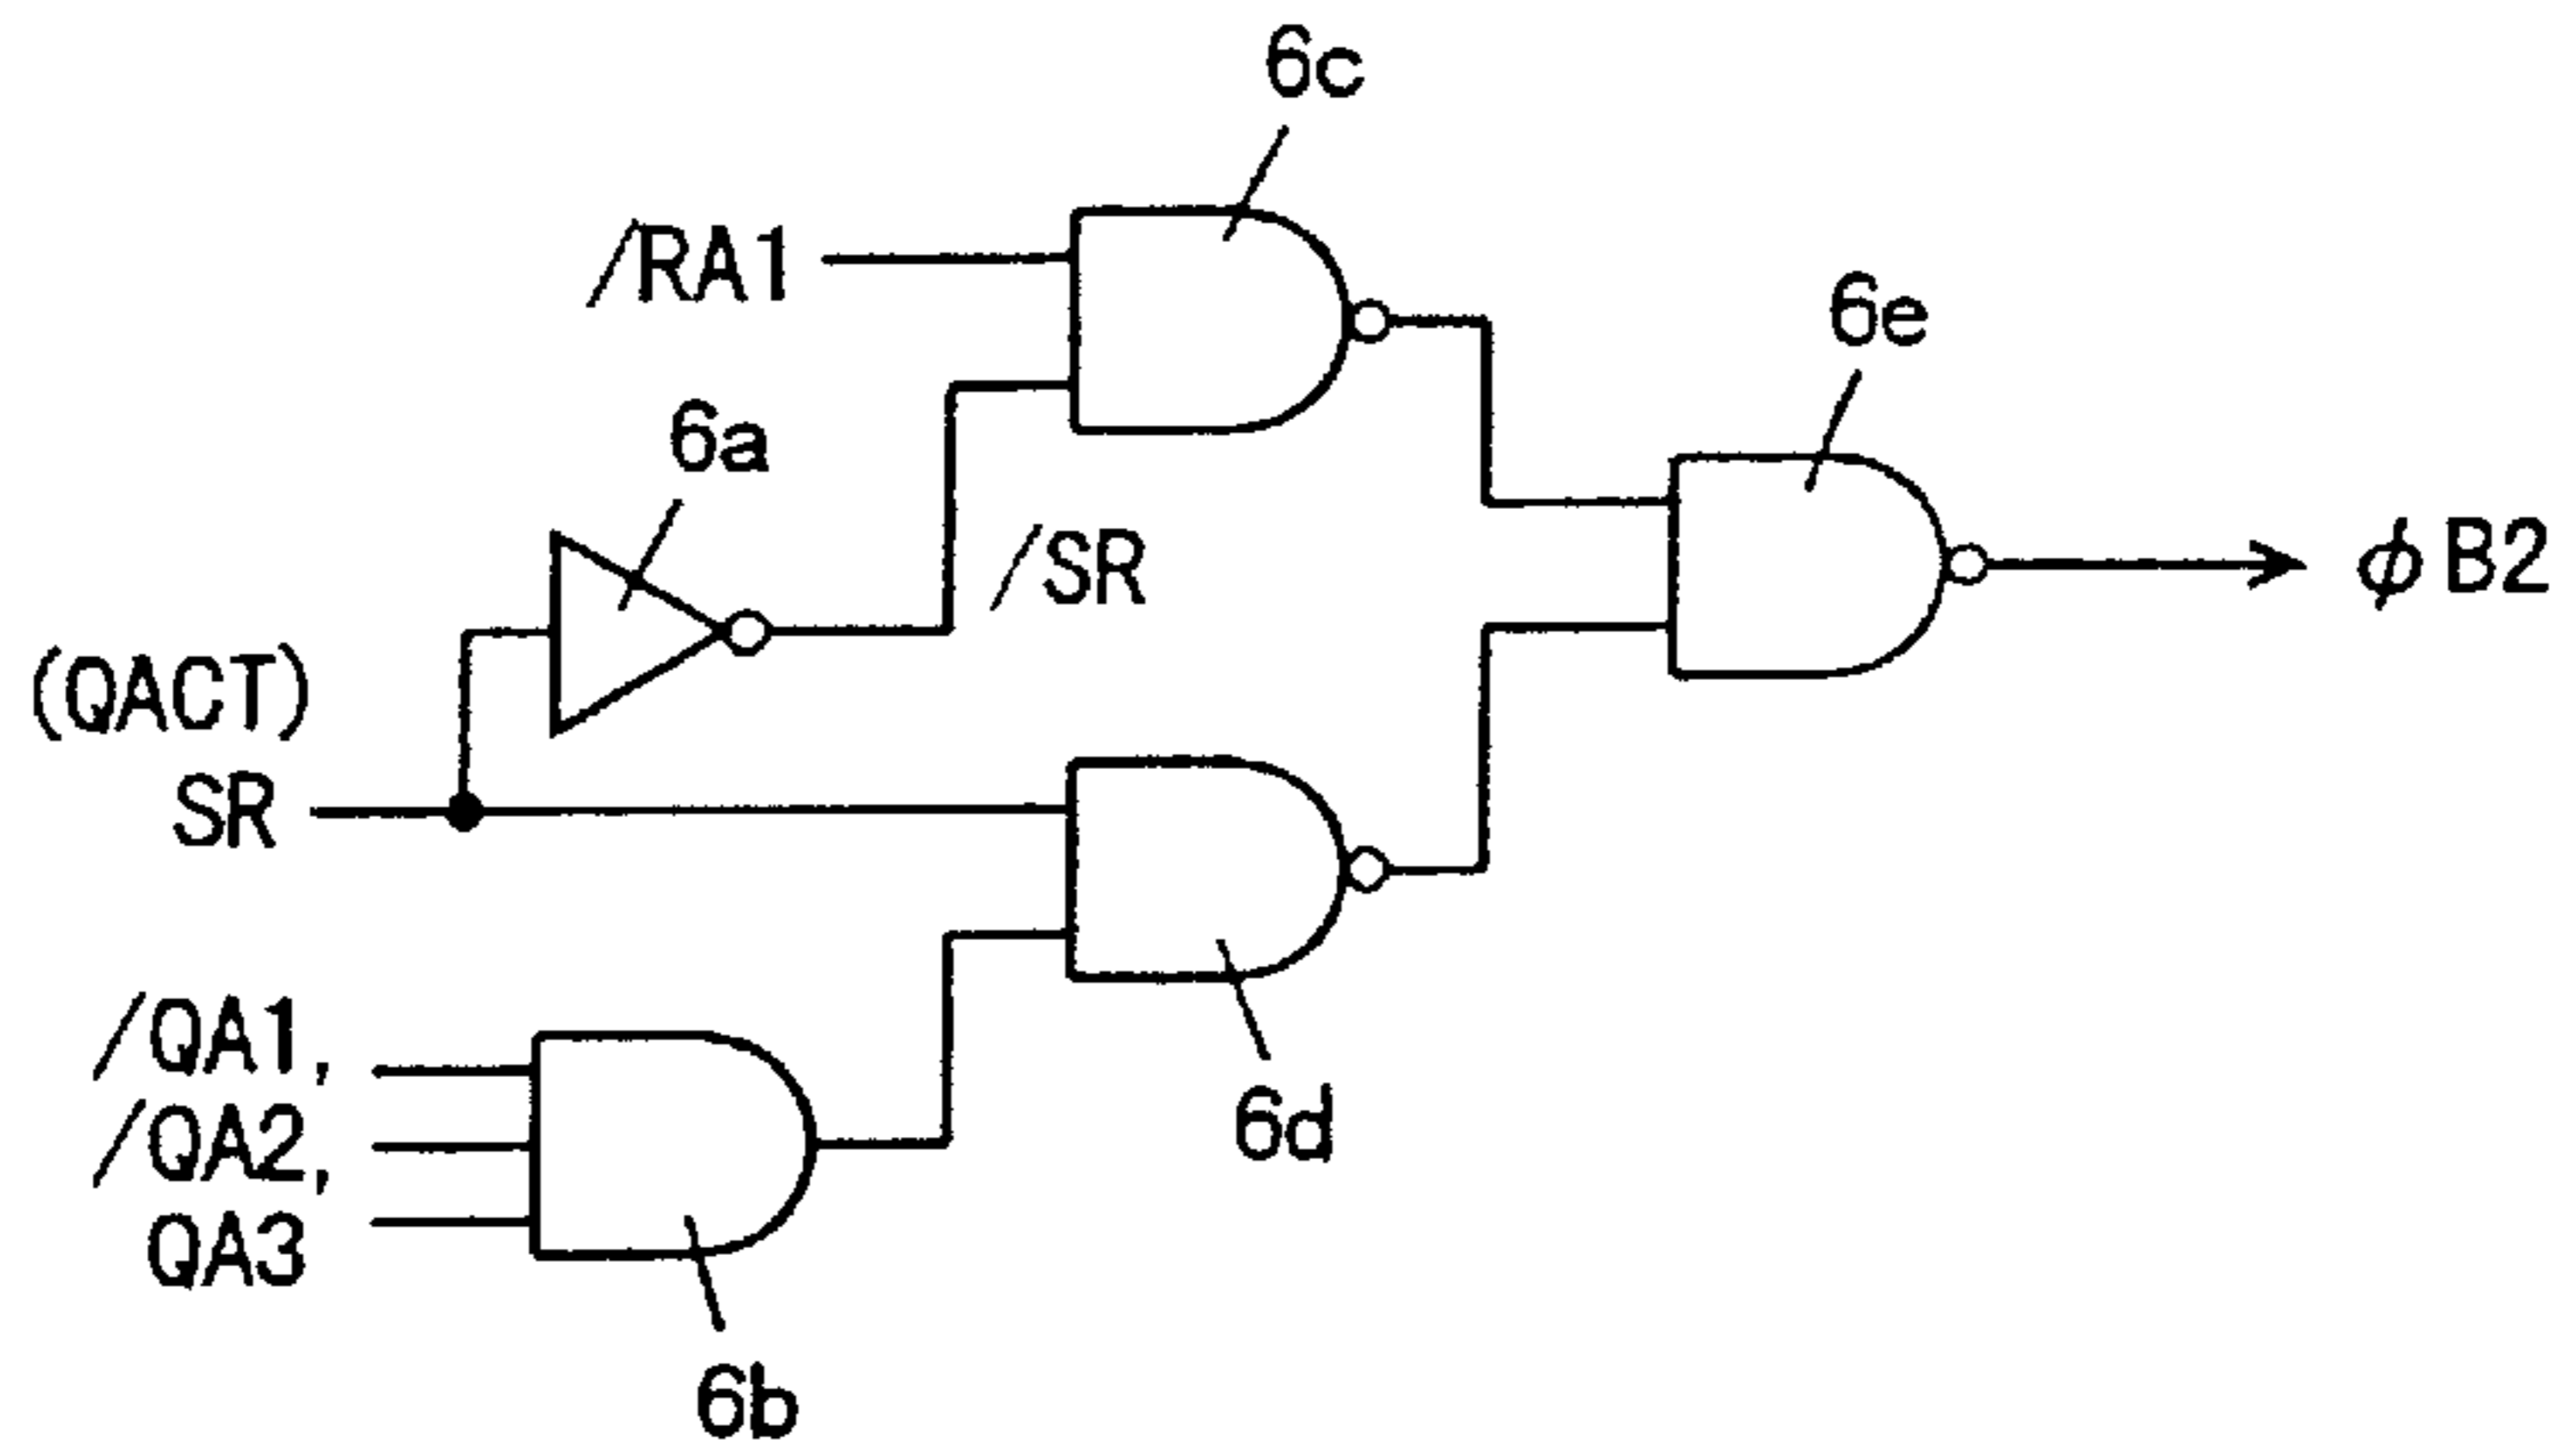 6c
/RA1
6e
6a
/SR
φB2
(QACT)
SR
/QA1,
/QA2,
QA3
6d
6b